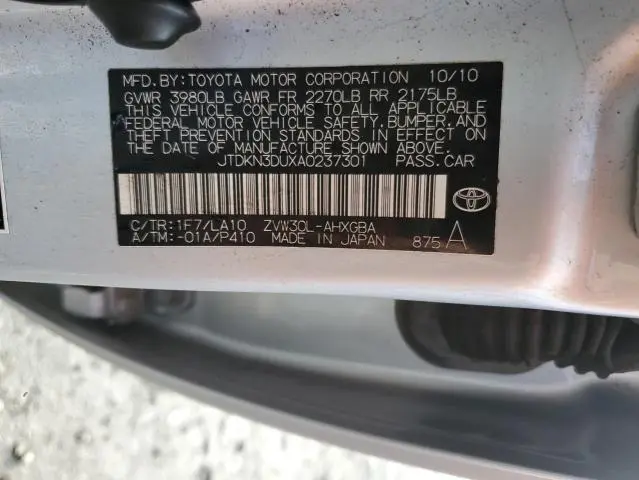 MFD.BY:TOYOTA MOTOR CORPORATION 10/10
GVWR 3980LB GAWR FR 2270LB RR 2175LB
THIS VEHICLE CONFORMS TO ALL APPLICABLE
FEDERAL MOTOR VEHICLE SAFETY,BUMPER,AND
THEFT PREVENTION STANDARDS IN EFFECT ON
THE DATE OF MANUFACTURE SHOWN ABOVE.
JTDKN3DUXA0237301 PASS.CAR
C/TR:1F7/LA10 ZVW30L-AHXGBA
A/TM:-01A/P410 MADE IN JAPAN 875 A